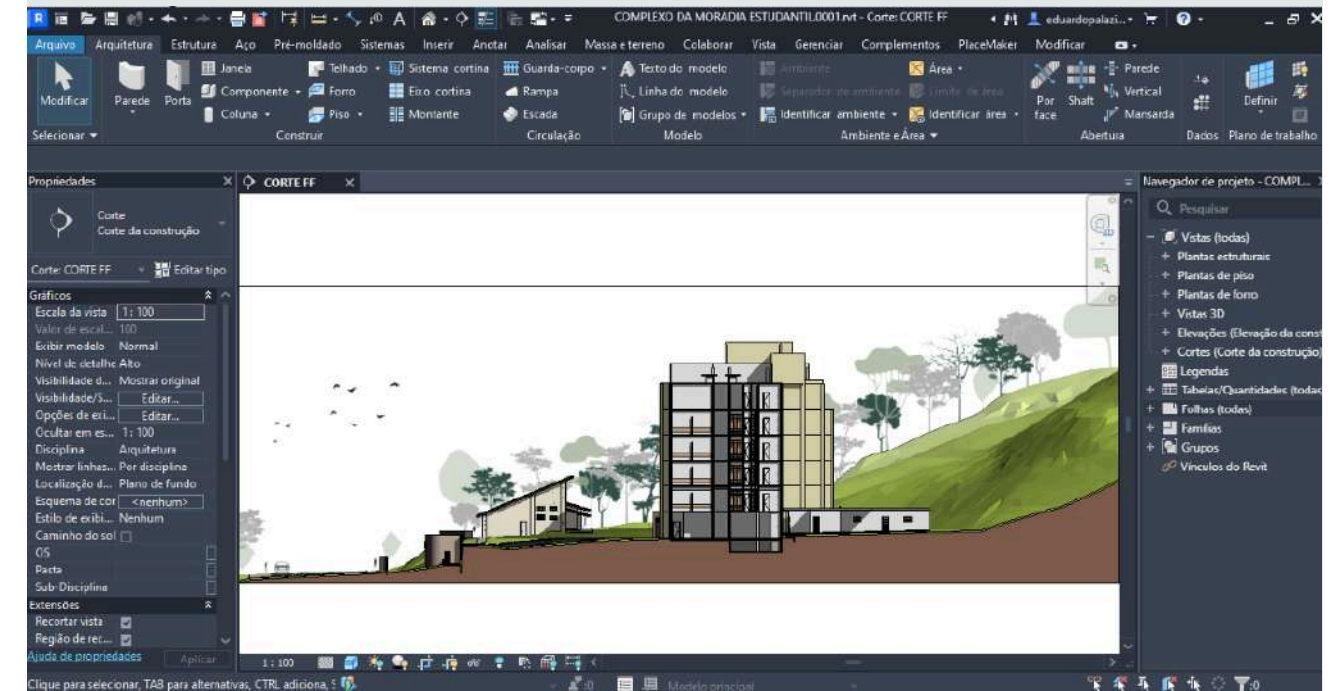 COMPLEXO DA MORADIA ESTUDANTIL.0001.rvt - Corte: CORTE FF
eduardopalazi...
Arquivo Arquitetura Estrutura Aço Pré-moldado Sistemas Inserir Anotar Analisar Massa e terreno Colaborar Vista Gerenciar Complementos PlaceMaker Modificar
Modificar
Selecionar
Parede
Porta
Janela
Componente
Coluna
Telhado
Forro
Piso
Sistema cortina
Eixo cortina
Montante
Construir
Guarda-corpo
Rampa
Escada
Circulação
Texto do modelo
Linha do modelo
Grupo de modelos
Modelo
Ambiente
Separador de ambiente
Identificar ambiente
Área
Limite de área
Identificar área
Ambiente e Área
Por face
Shaft
Parede
Vertical
Mansarda
Abertura
Dados
Definir
Plano de trabalho
Propriedades
Corte
Corte da construção
Corte: CORTE FF
Editar tipo
Gráficos
Escala da vista 1 : 100
Valor de escal... 100
Exibir modelo Normal
Nível de detalhe Alto
Visibilidade d... Mostrar original
Visibilidade/S... Editar...
Opções de exi... Editar...
Ocultar em es... 1 : 100
Disciplina Arquitetura
Mostrar linhas... Por disciplina
Localização d... Plano de fundo
Esquema de cor <nenhum>
Estilo de exibi... Nenhum
Caminho do sol
OS
Pasta
Sub-Disciplina
Extensões
Recortar vista
Região de rec...
Ajuda de propriedades Aplicar
CORTE FF
Navegador de projeto - COMPL...
Pesquisar
Vistas (todas)
Plantas estruturais
Plantas de piso
Plantas de forro
Vistas 3D
Elevações (Elevação da const
Cortes (Corte da construção)
Legendas
Tabelas/Quantidades (todas
Folhas (todas)
Famílias
Grupos
Vínculos do Revit
1 : 100
Clique para selecionar, TAB para alternativas, CTRL adiciona, S
:0
Modelo principal
:0